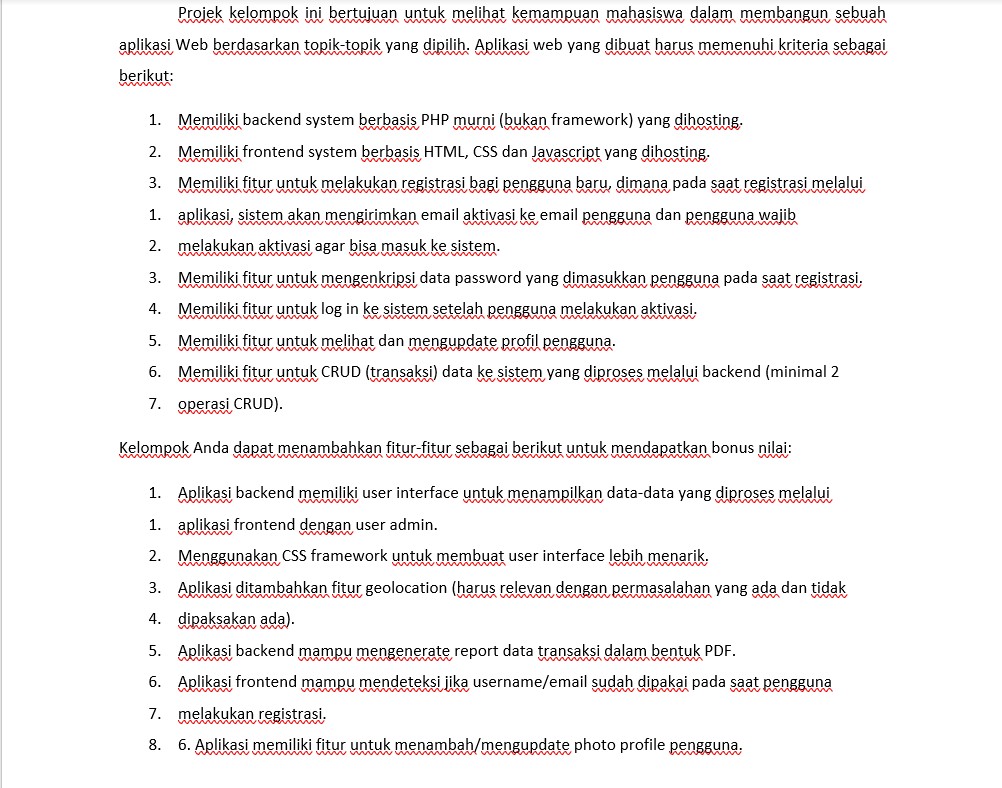 Projek kelompok ini bertujuan untuk melihat kemampuan mahasiswa dalam membangun sebuah
aplikasi Web berdasarkan topik-topik yang dipilih. Aplikasi web yang dibuat harus memenuhi kriteria sebagai
berikut:
1. Memiliki backend system berbasis PHP murni (bukan framework) yang dihosting.
2. Memiliki frontend system berbasis HTML, CSS dan Javascript yang dihosting.
3. Memiliki fitur untuk melakukan registrasi bagi pengguna baru, dimana pada saat registrasi melalui
1. aplikasi, sistem akan mengirimkan email aktivasi ke email pengguna dan pengguna wajib
2. melakukan aktivasi agar bisa masuk ke sistem.
3. Memiliki fitur untuk mengenkripsi data password yang dimasukkan pengguna pada saat registrasi.
4. Memiliki fitur untuk log in ke sistem setelah pengguna melakukan aktivasi.
5. Memiliki fitur untuk melihat dan mengupdate profil pengguna.
6. Memiliki fitur untuk CRUD (transaksi) data ke sistem yang diproses melalui backend (minimal 2
7. operasi CRUD).
Kelompok Anda dapat menambahkan fitur-fitur sebagai berikut untuk mendapatkan bonus nilai:
1. Aplikasi backend memiliki user interface untuk menampilkan data-data yang diproses melalui
1. aplikasi frontend dengan user admin.
2. Menggunakan CSS framework untuk membuat user interface lebih menarik.
3. Aplikasi ditambahkan fitur geolocation (harus relevan dengan permasalahan yang ada dan tidak
4. dipaksakan ada).
5. Aplikasi backend mampu mengenerate report data transaksi dalam bentuk PDF.
6. Aplikasi frontend mampu mendeteksi jika username/email sudah dipakai pada saat pengguna
7. melakukan registrasi.
8. 6. Aplikasi memiliki fitur untuk menambah/mengupdate photo profile pengguna.